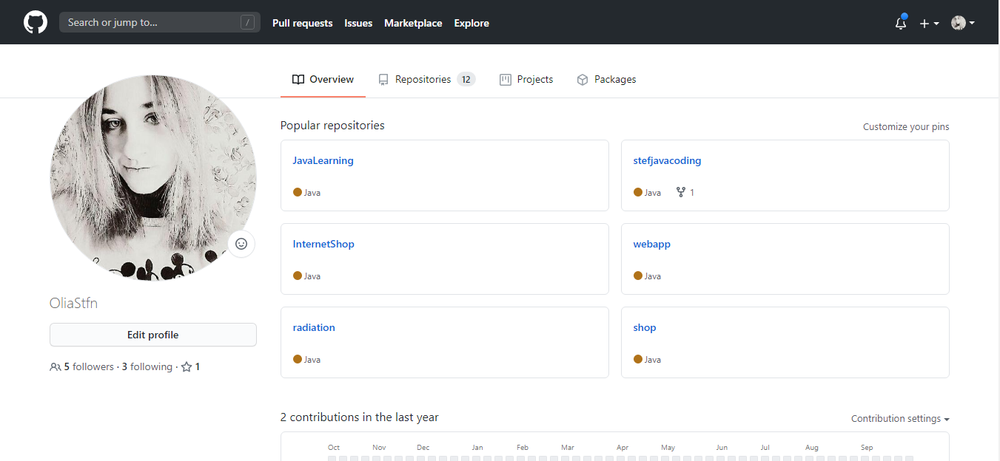 Search or jump to... /
Pull requests Issues Marketplace Explore
Overview Repositories 12 Projects Packages
OliaStfn
Edit profile
5 followers · 3 following · 1
Popular repositories Customize your pins
JavaLearning
Java
stefjavacoding
Java 1
InternetShop
Java
webapp
Java
radiation
Java
shop
Java
2 contributions in the last year Contribution settings
Oct Nov Dec Jan Feb Mar Apr May Jun Jul Aug Sep